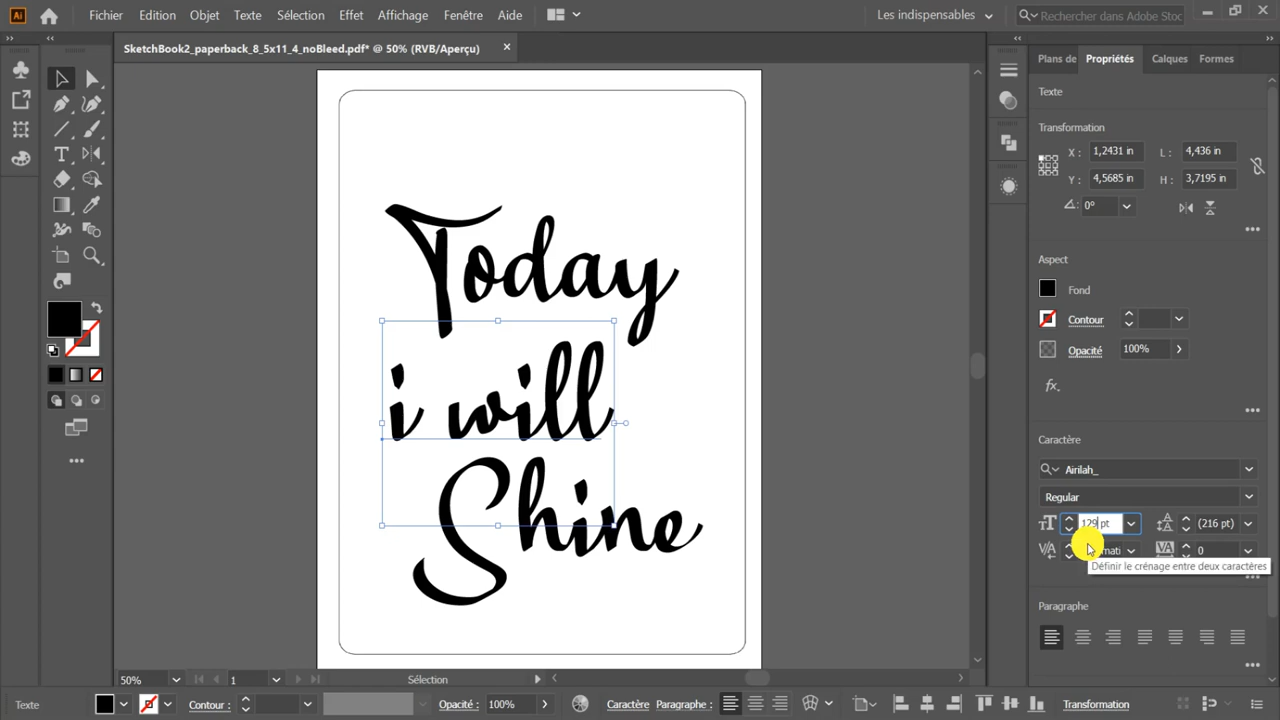 Ai
Fichier Edition Objet Texte Sélection Effet Affichage Fenêtre Aide
Les indispensables
Rechercher dans Adobe Stoc
SketchBook2_paperback_8_5x11_4_noBleed.pdf* @ 50% (RVB/Aperçu)
Plans de Propriétés Calques Formes
Texte
Transformation
X : 1,2431 in L : 4,436 in
Y : 4,5685 in H : 3,7195 in
0°
Aspect
Fond
Contour
Opacité 100%
fx.
Caractère
Airilah_
Regular
129 pt (216 pt)
mati 0
Définir le crénage entre deux caractères
Paragraphe
Today
i will
Shine
50% 1 Sélection
Texte Contour : Opacité : 100% Caractère Paragraphe : Transformation